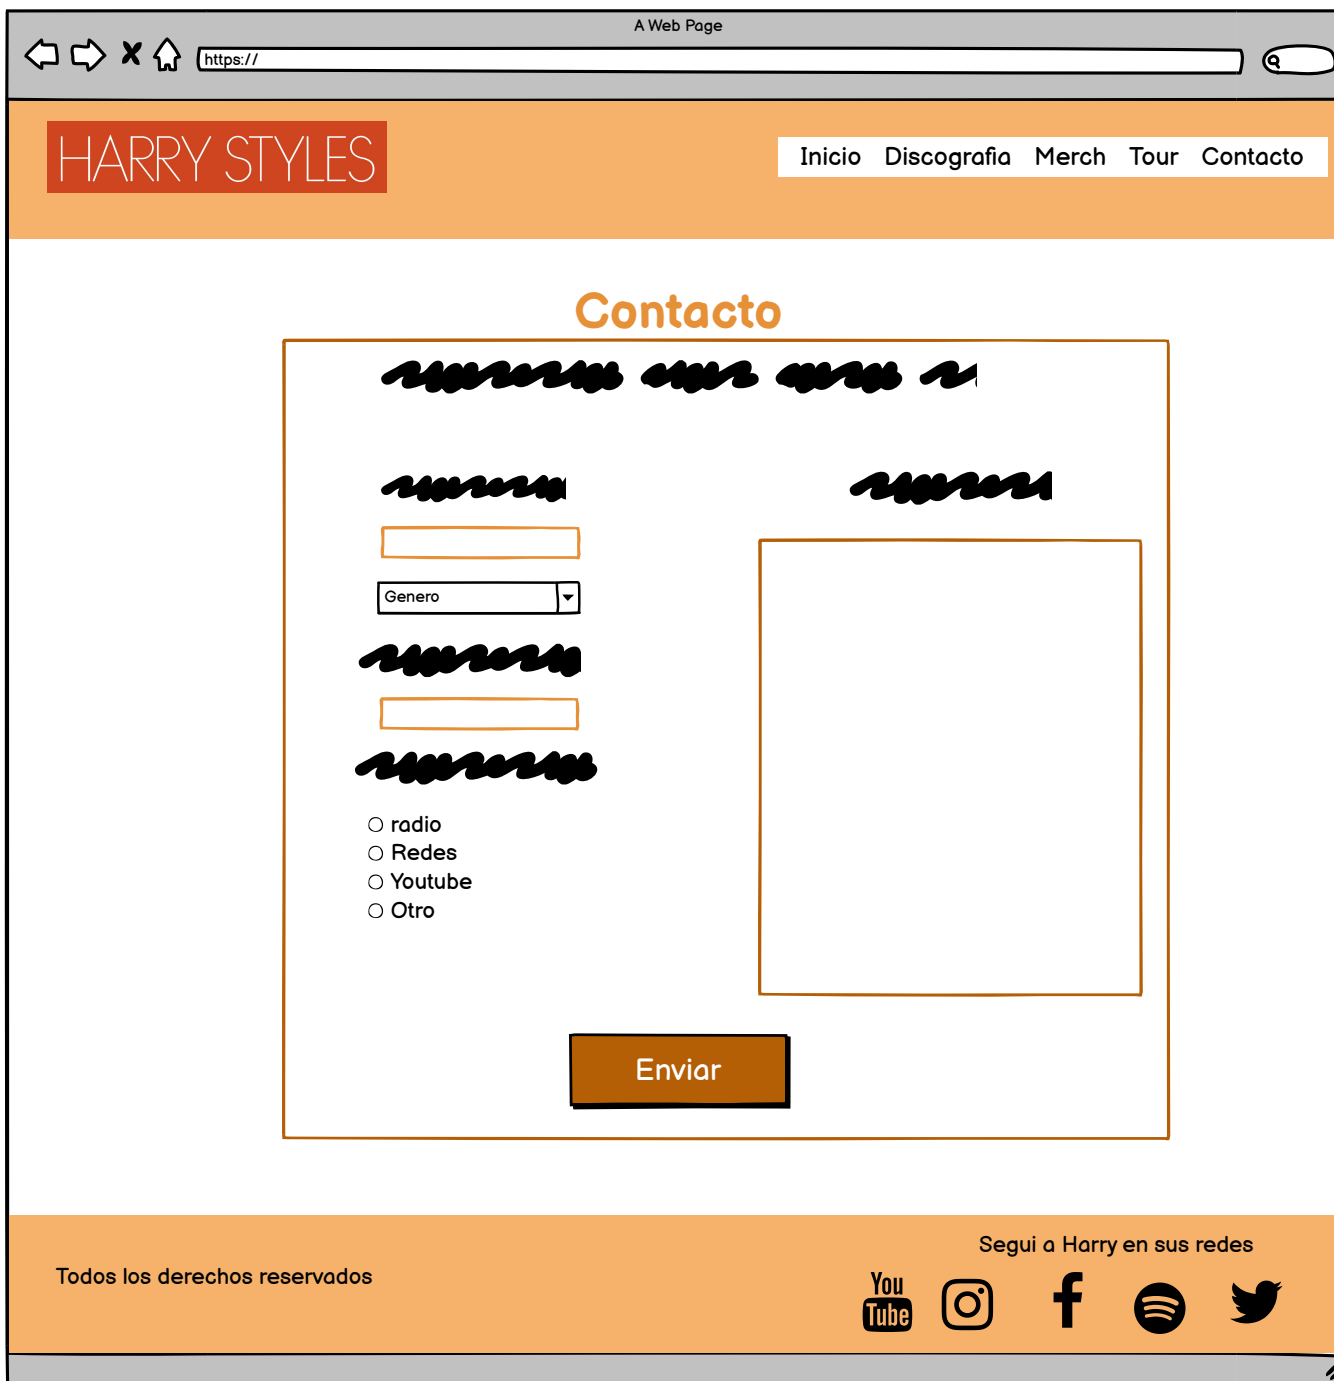 A Web Page
https://
HARRY STYLES
Inicio Discografia Merch Tour Contacto
Contacto
Genero
radio
Redes
Youtube
Otro
Enviar
Segui a Harry en sus redes
Todos los derechos reservados
You
Tube